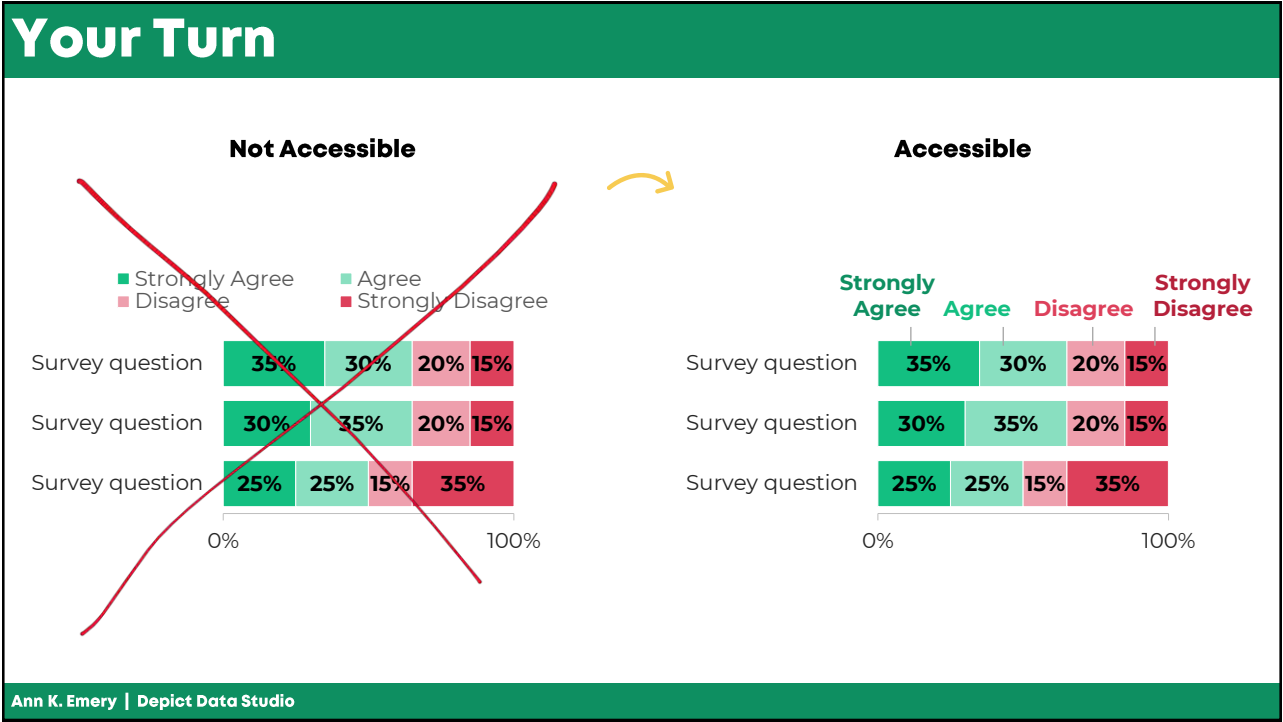 Your Turn
Not Accessible
Strongly Agree
Agree
Disagree
Strongly Disagree
Survey question
35%
30%
20%
15%
Survey question
30%
35%
20%
15%
Survey question
25%
25%
15%
35%
0%
100%
Accessible
Strongly
Agree
Agree
Disagree
Strongly
Disagree
Survey question
35%
30%
20%
15%
Survey question
30%
35%
20%
15%
Survey question
25%
25%
15%
35%
0%
100%
Ann K. Emery | Depict Data Studio